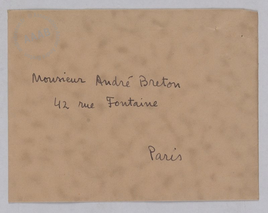 Monsieur André Breton
42 rue Fontaine
Paris